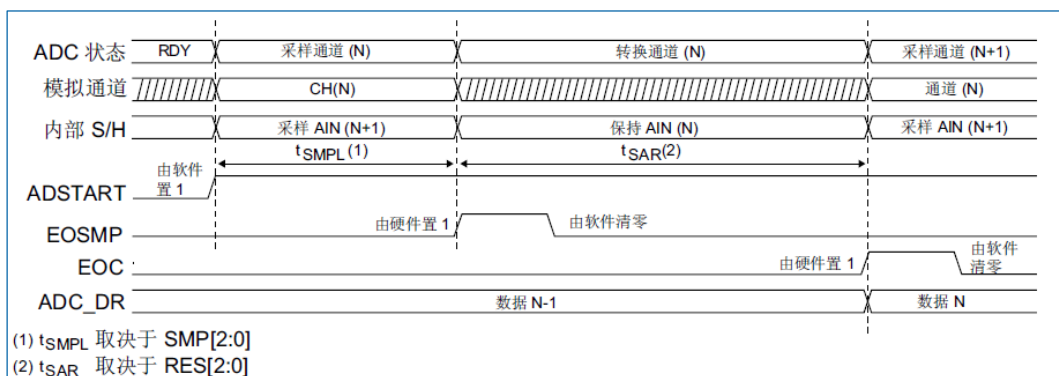 ADC 状态 RDY 采样通道 (N) 转换通道 (N) 采样通道 (N+1)
模拟通道 CH(N) 通道 (N)
内部 S/H 采样 AIN (N+1) 保持 AIN (N) 采样 AIN (N+1)
tSMPL(1) tSAR(2)
由软件
置 1
ADSTART
由硬件置 1 由软件清零
EOSMP
由硬件置 1 由软件
清零
EOC
ADC_DR 数据 N-1 数据 N
(1) tSMPL 取决于 SMP[2:0]
(2) tSAR 取决于 RES[2:0]